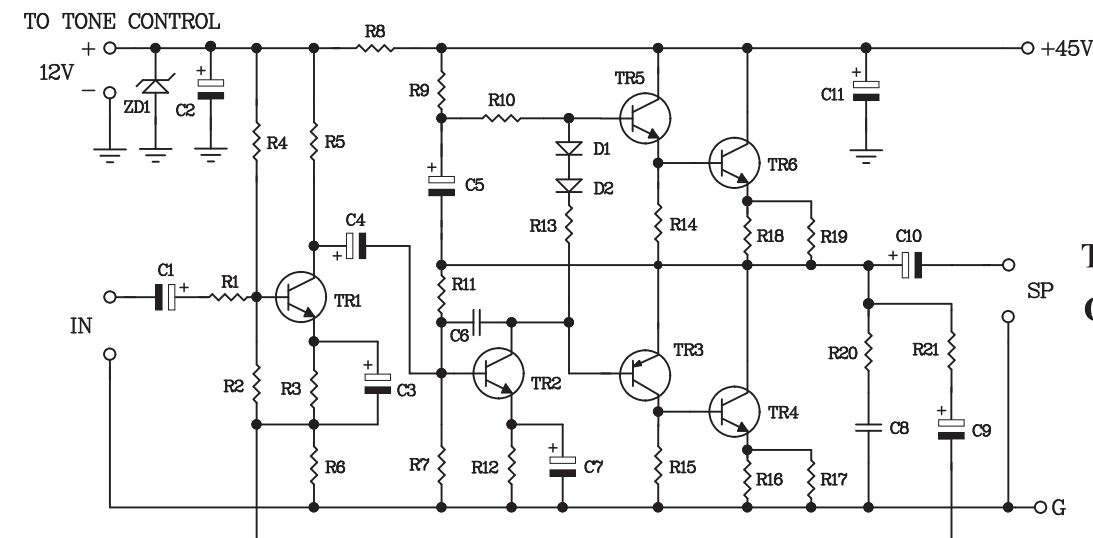 TO TONE CONTROL
+
12V
−
ZD1
+
C2
R4
R5
R8
R9
R10
TR5
+
C11
+45V
D1
D2
TR6
+
C5
R13
R14
R18
R19
C4
+
C10
+
C1
+
R1
TR1
R11
C6
IN
SP
TR2
TR3
R20
R21
R2
R3
C3
+
TR4
C8
+
C9
R6
R7
R12
+
C7
R15
R16
R17
G